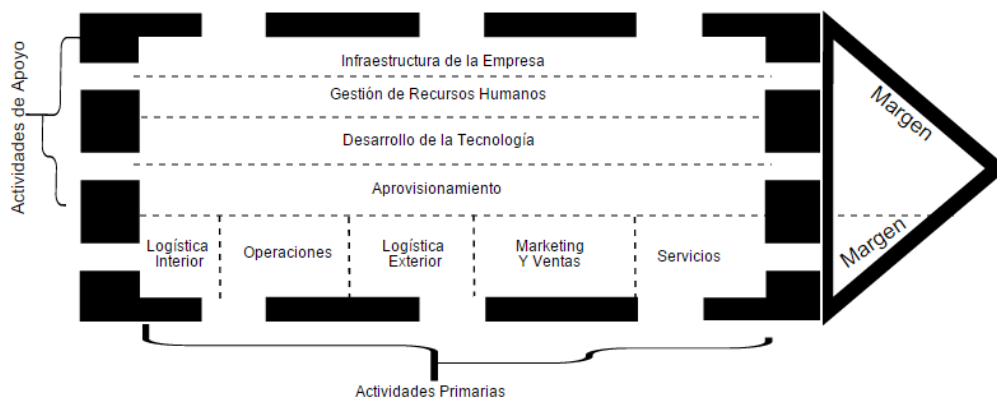 Actividades de Apoyo
Infraestructura de la Empresa
Gestión de Recursos Humanos
Desarrollo de la Tecnología
Aprovisionamiento
Logística
Interior
Operaciones
Logística
Exterior
Marketing
Y Ventas
Servicios
Margen
Margen
Actividades Primarias